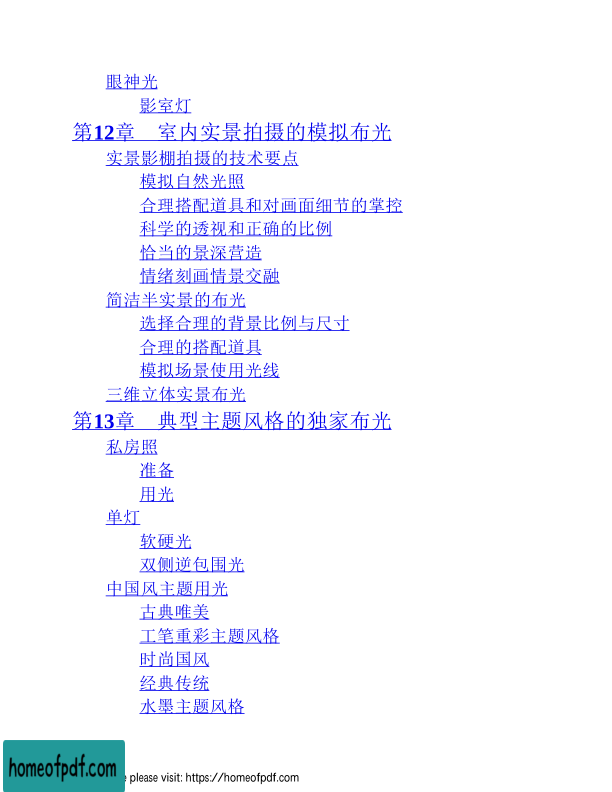 眼神光
影室灯
第12章　室内实景拍摄的模拟布光
实景影棚拍摄的技术要点
模拟自然光照
合理搭配道具和对画面细节的掌控
科学的透视和正确的比例
恰当的景深营造
情绪刻画情景交融
简洁半实景的布光
选择合理的背景比例与尺寸
合理的搭配道具
模拟场景使用光线
三维立体实景布光
第13章　典型主题风格的独家布光
私房照
准备
用光
单灯
软硬光
双侧逆包围光
中国风主题用光
古典唯美
工笔重彩主题风格
时尚国风
经典传统
水墨主题风格
homeofpdf.com
please visit: https://homeofpdf.com